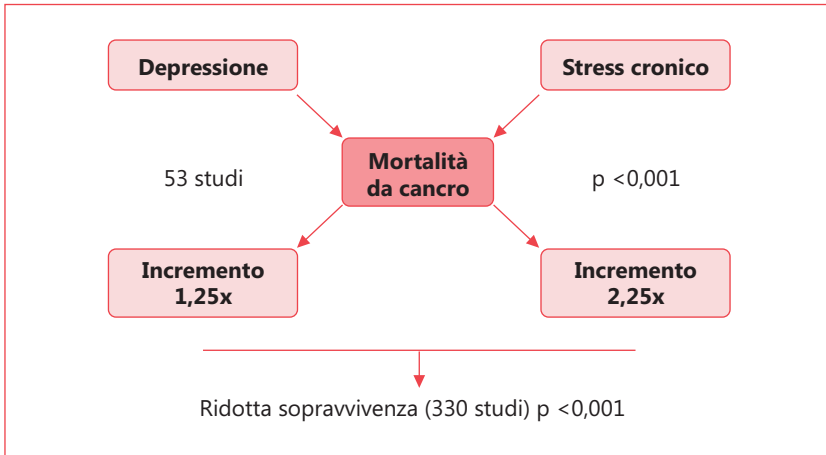 Depressione
Stress cronico
Mortalità
da cancro
53 studi
p <0,001
Incremento
1,25x
Incremento
2,25x
Ridotta sopravvivenza (330 studi) p <0,001